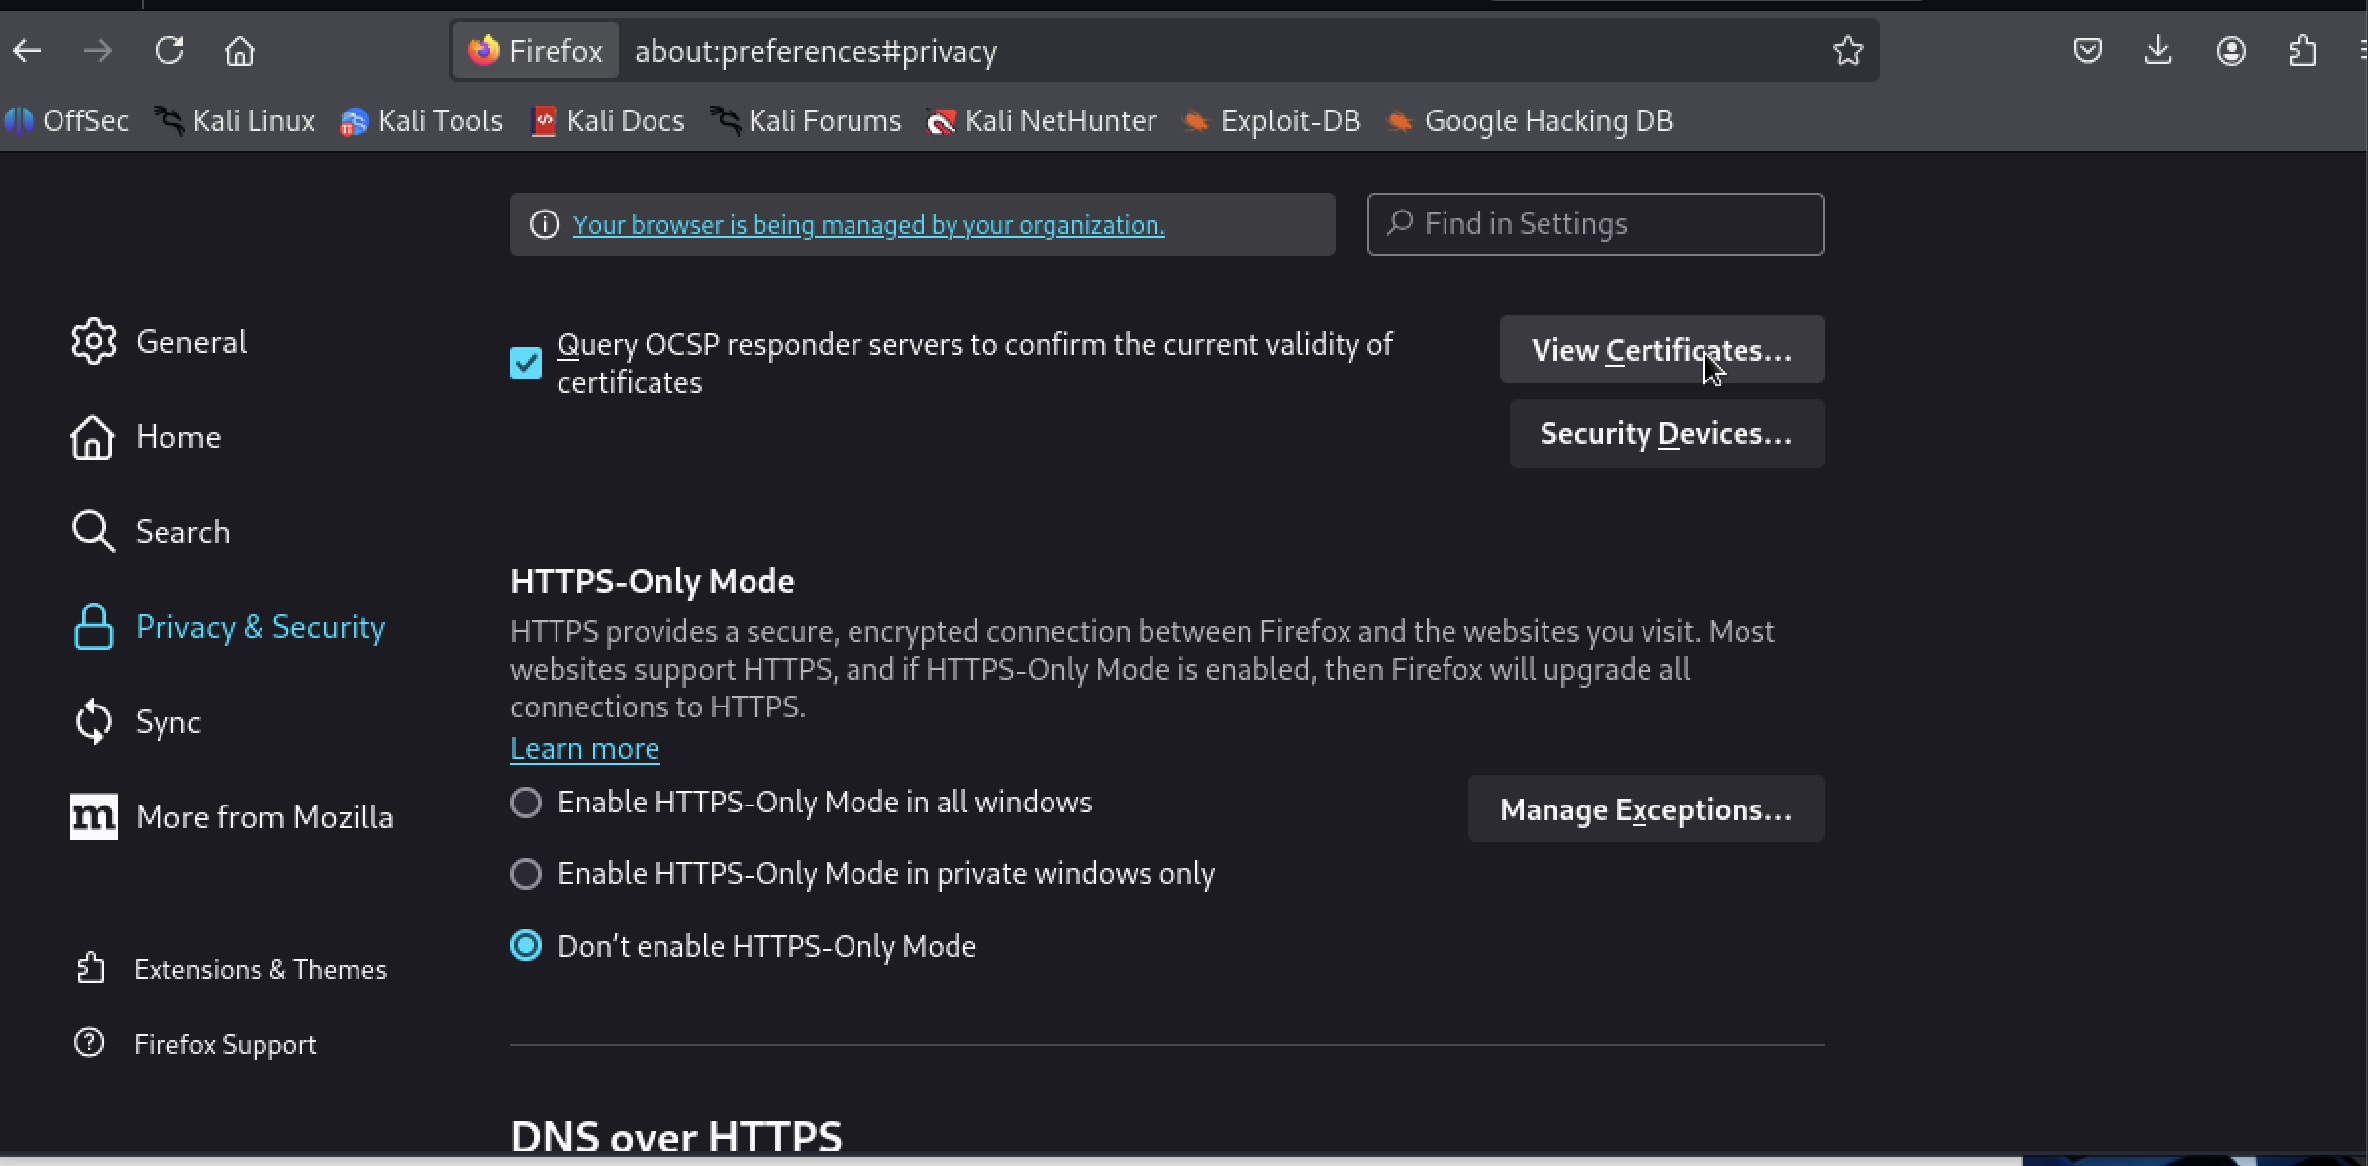 Firefox about:preferences#privacy
OffSec Kali Linux Kali Tools Kali Docs Kali Forums Kali NetHunter Exploit-DB Google Hacking DB
Your browser is being managed by your organization.
Find in Settings
General
Home
Search
Privacy & Security
Sync
m More from Mozilla
Extensions & Themes
Firefox Support
Query OCSP responder servers to confirm the current validity of
certificates
View Certificates...
Security Devices...
HTTPS-Only Mode
HTTPS provides a secure, encrypted connection between Firefox and the websites you visit. Most
websites support HTTPS, and if HTTPS-Only Mode is enabled, then Firefox will upgrade all
connections to HTTPS.
Learn more
Enable HTTPS-Only Mode in all windows
Manage Exceptions...
Enable HTTPS-Only Mode in private windows only
Don’t enable HTTPS-Only Mode
DNS over HTTPS